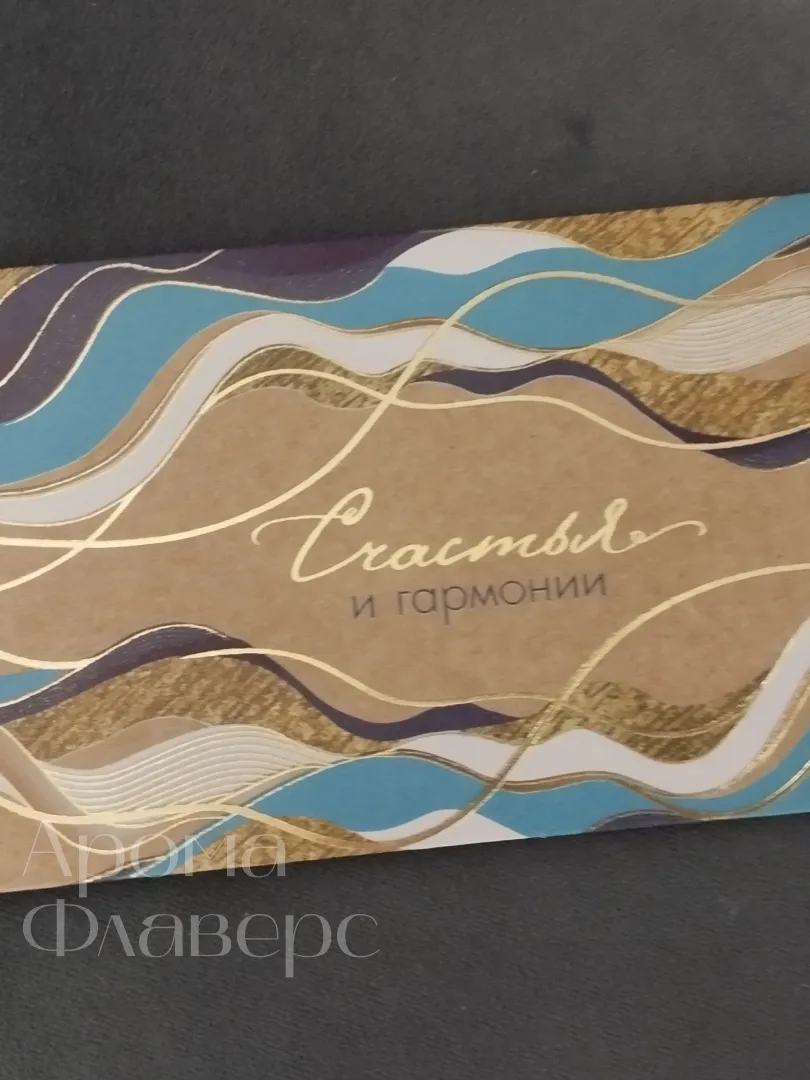 Счастья
и гармонии
Арома
Флаверс